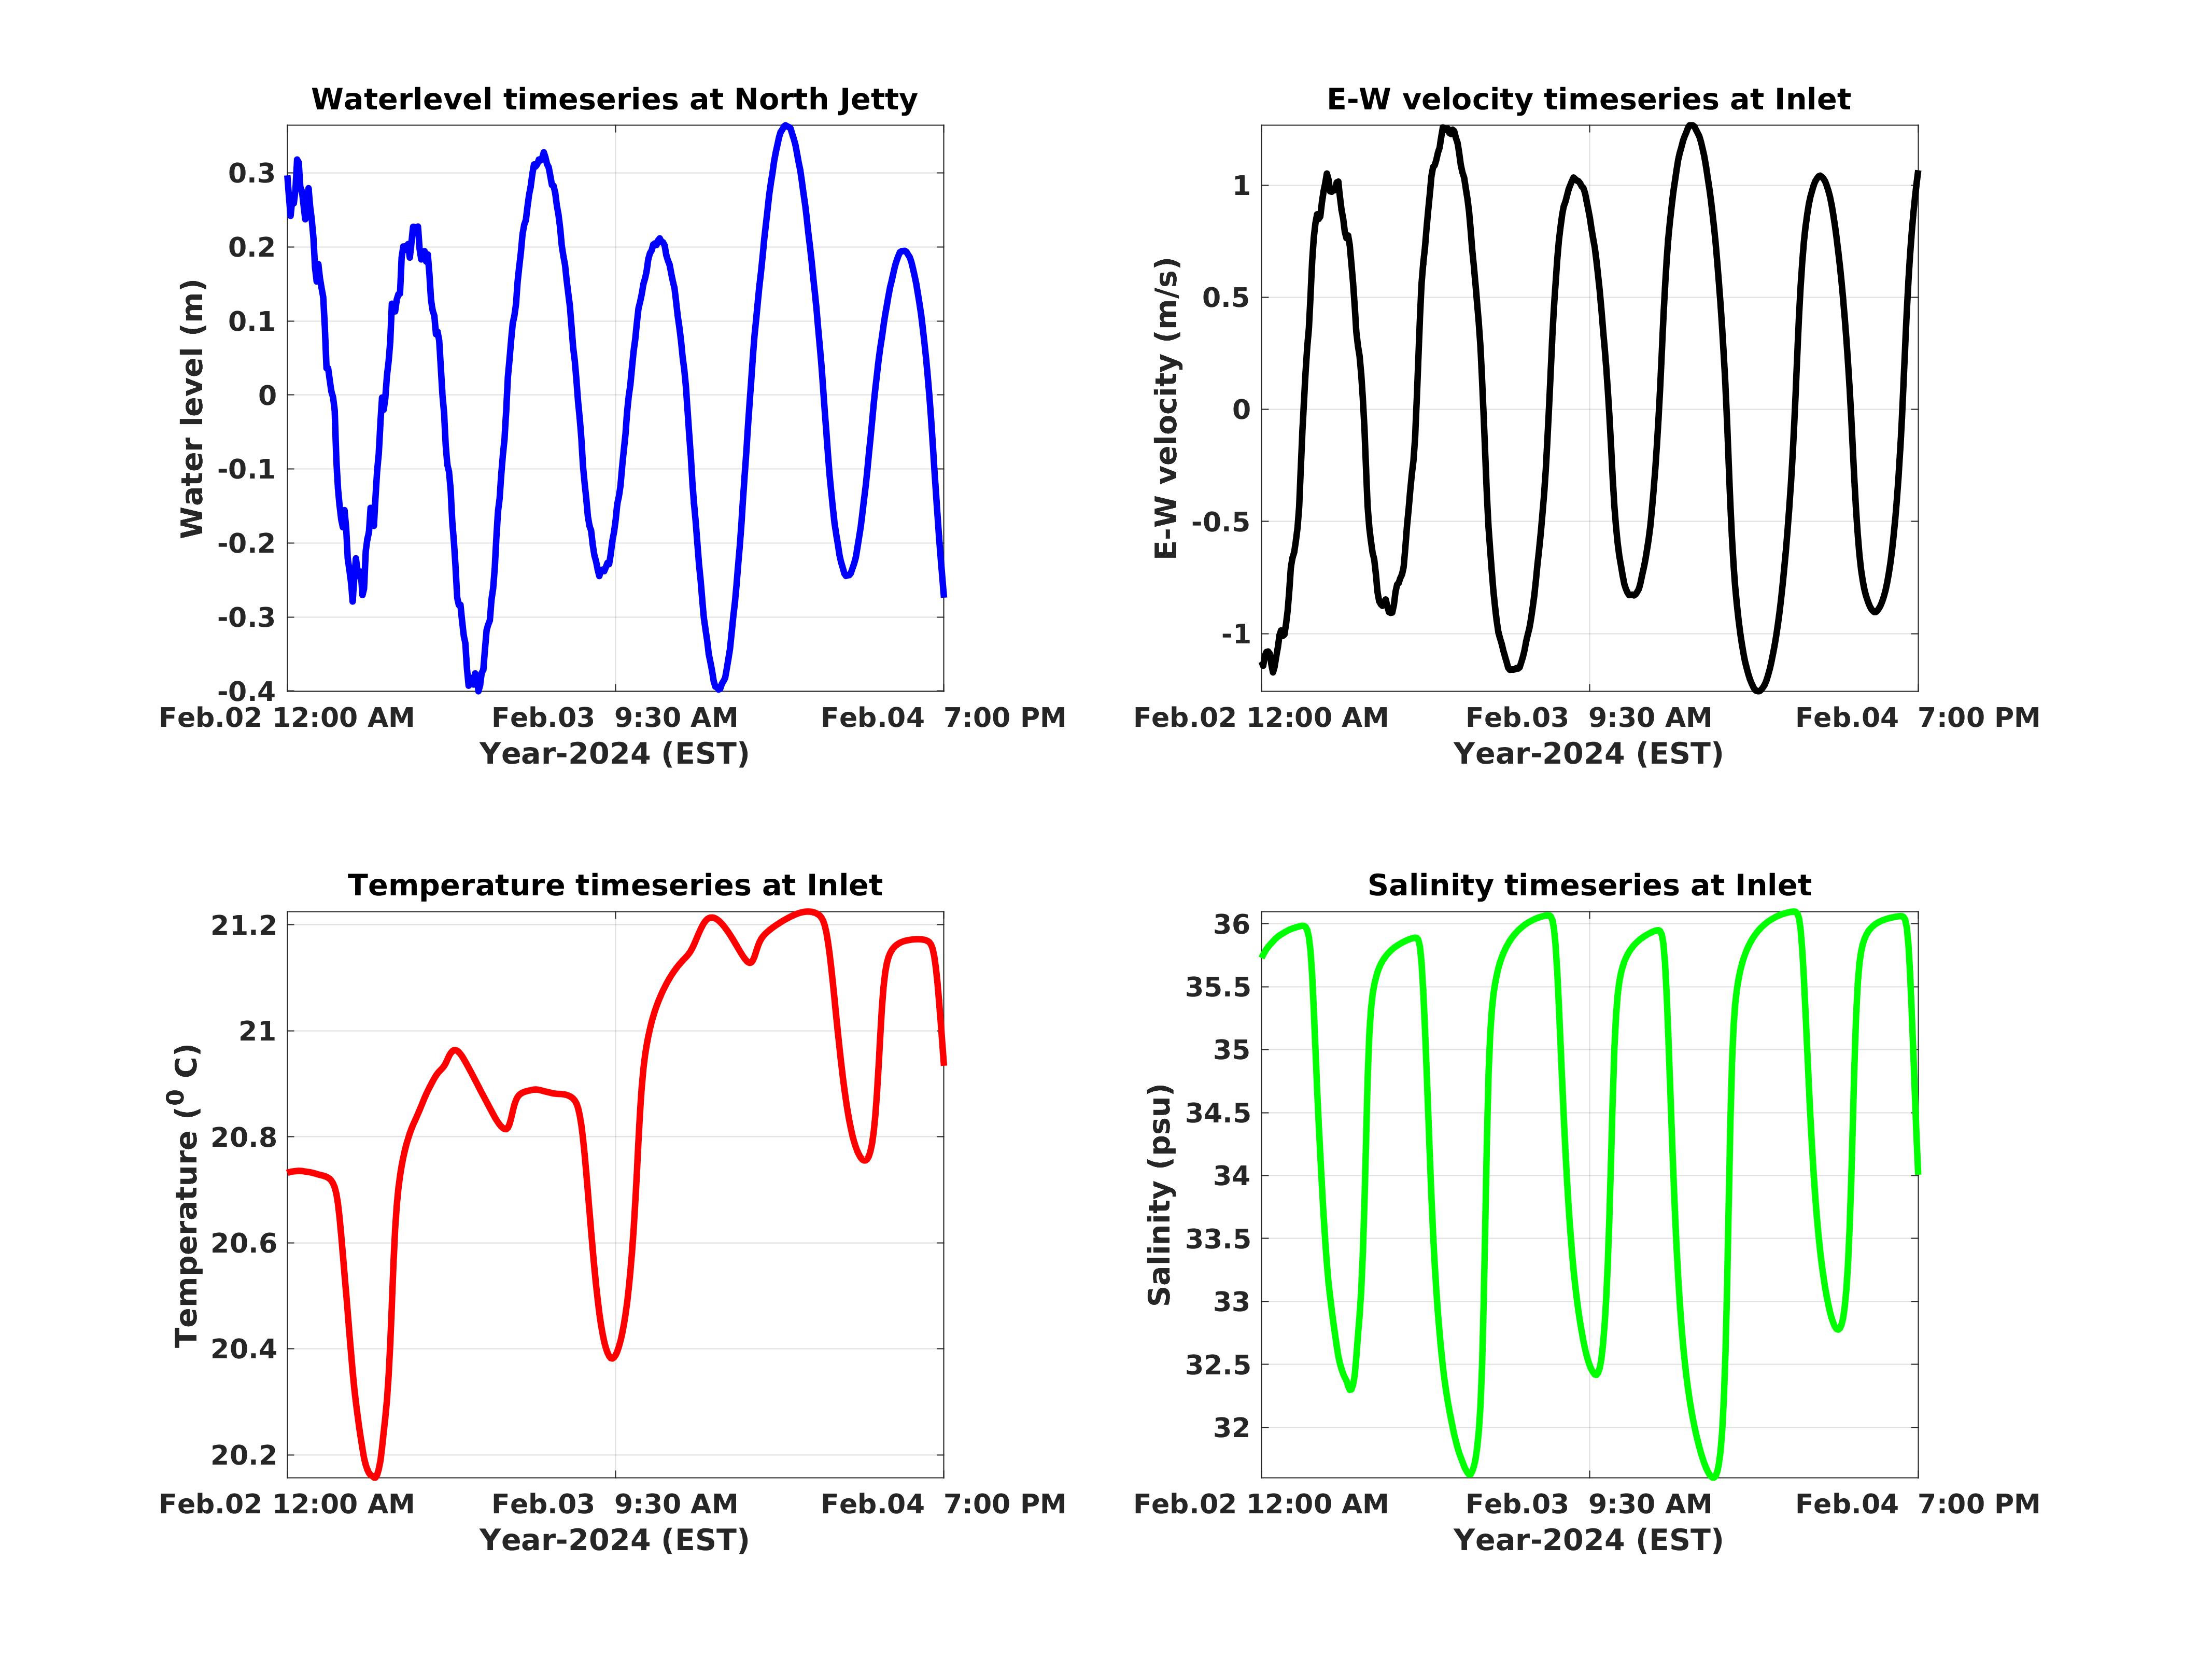 Waterlevel timeseries at North Jetty
Water level (m)
0.3
0.2
0.1
0
-0.1
-0.2
-0.3
-0.4
Feb.02 12:00 AM
Feb.03 9:30 AM
Feb.04 7:00 PM
Year-2024 (EST)
E-W velocity timeseries at Inlet
E-W velocity (m/s)
1
0.5
0
-0.5
-1
Feb.02 12:00 AM
Feb.03 9:30 AM
Feb.04 7:00 PM
Year-2024 (EST)
Temperature timeseries at Inlet
Temperature (⁰ C)
21.2
21
20.8
20.6
20.4
20.2
Feb.02 12:00 AM
Feb.03 9:30 AM
Feb.04 7:00 PM
Year-2024 (EST)
Salinity timeseries at Inlet
Salinity (psu)
36
35.5
35
34.5
34
33.5
33
32.5
32
Feb.02 12:00 AM
Feb.03 9:30 AM
Feb.04 7:00 PM
Year-2024 (EST)